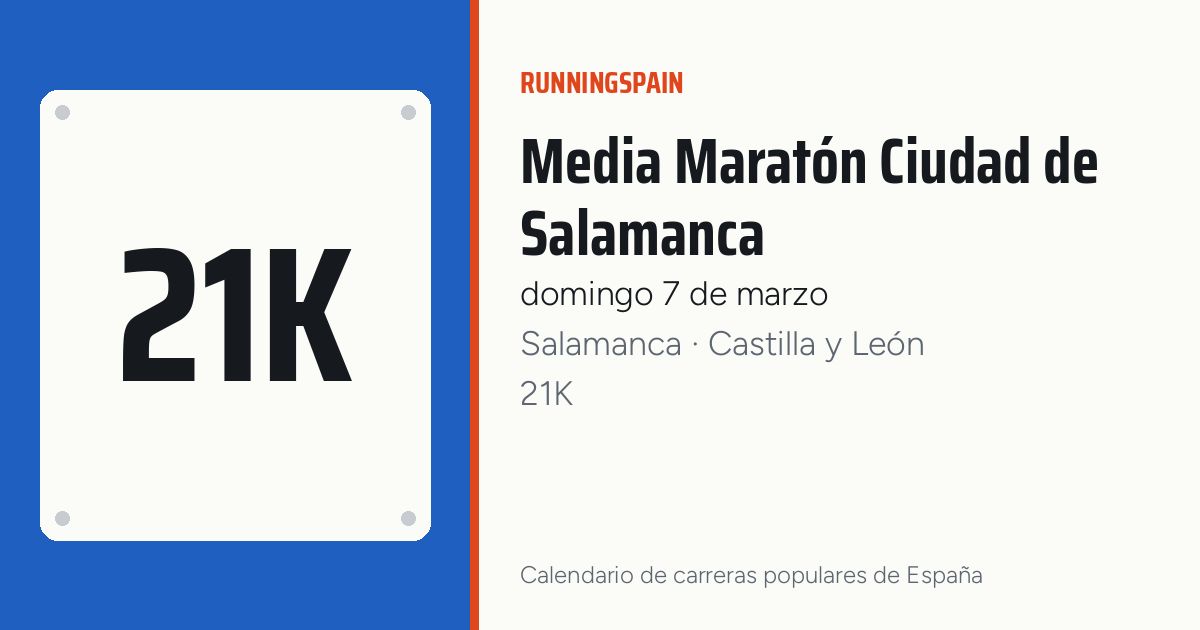 21K
RUNNINGSPAIN
Media Maratón Ciudad de
Salamanca
domingo 7 de marzo
Salamanca · Castilla y León
21K
Calendario de carreras populares de España